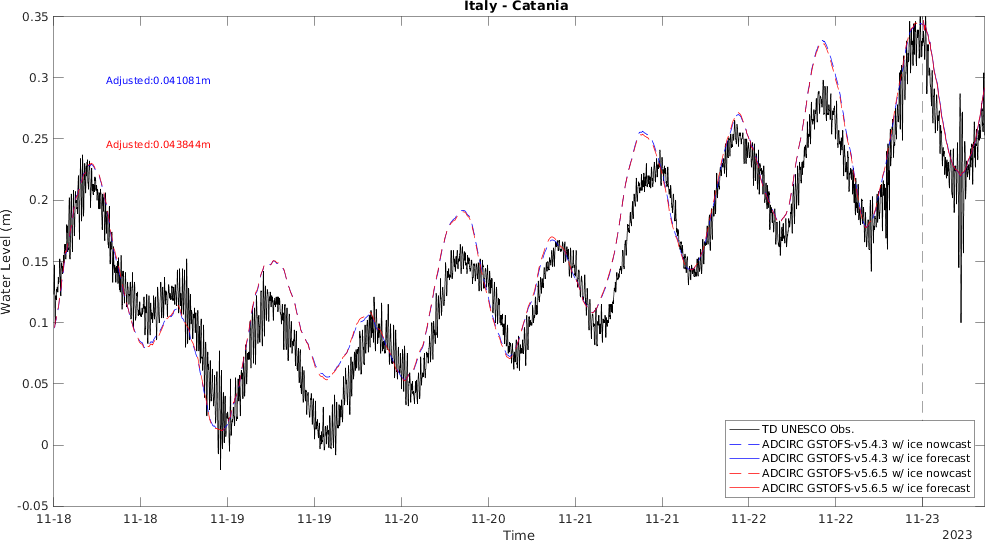 Italy - Catania
0.35
0.3
0.25
0.2
0.15
0.1
0.05
0
-0.05
Water Level (m)
Adjusted:0.041081m
Adjusted:0.043844m
TD UNESCO Obs.
ADCIRC GSTOFS-v5.4.3 w/ ice nowcast
ADCIRC GSTOFS-v5.4.3 w/ ice forecast
ADCIRC GSTOFS-v5.6.5 w/ ice nowcast
ADCIRC GSTOFS-v5.6.5 w/ ice forecast
11-18 11-18 11-19 11-19 11-20 11-20 11-21 11-21 11-22 11-22 11-23
Time
2023